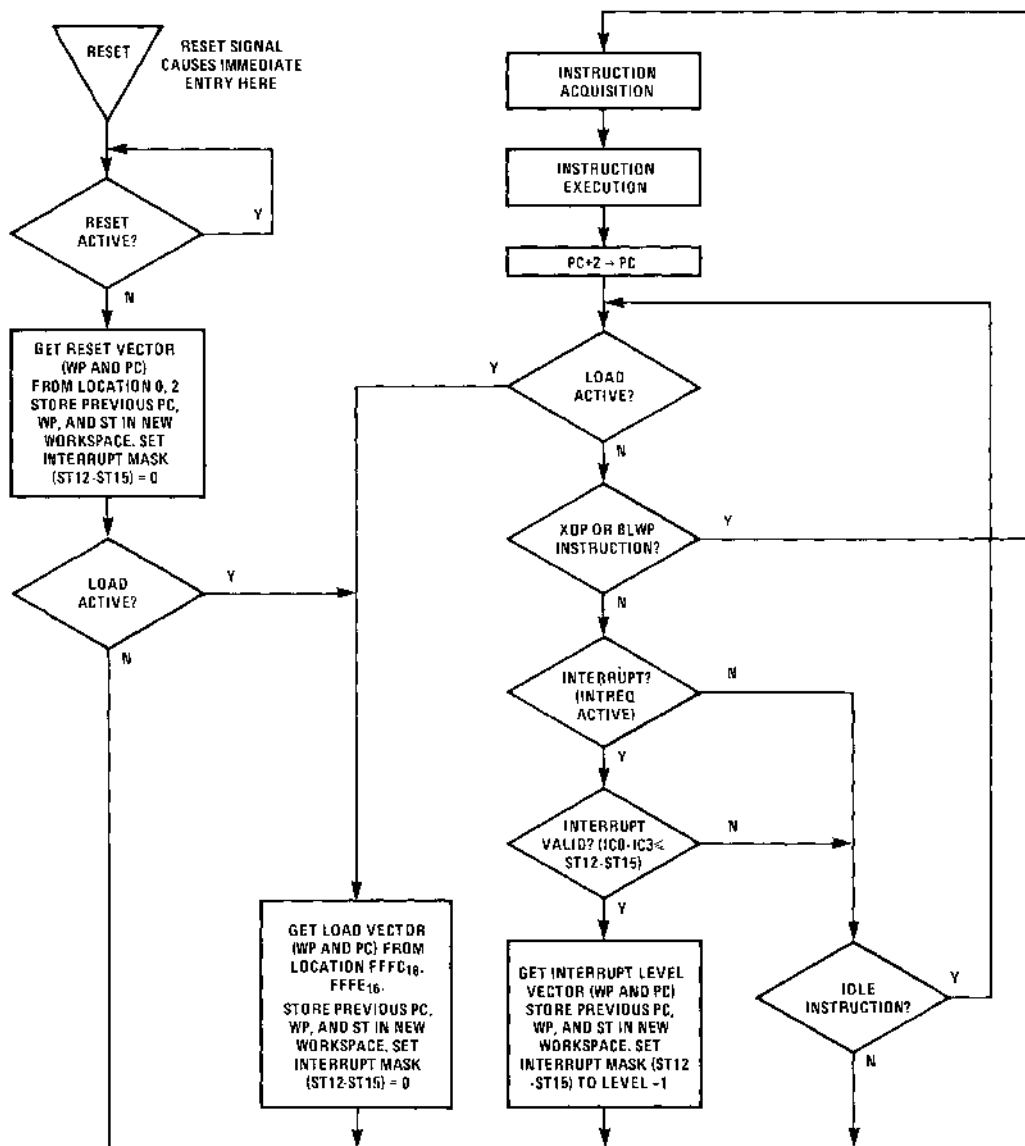 RESET
RESET SIGNAL
CAUSES IMMEDIATE
ENTRY HERE
RESET
ACTIVE?
Y
N
GET RESET VECTOR
(WP AND PC)
FROM LOCATION 0, 2
STORE PREVIOUS PC,
WP, AND ST IN NEW
WORKSPACE. SET
INTERRUPT MASK
(ST12-ST15) = 0
LOAD
ACTIVE?
Y
N
GET LOAD VECTOR
(WP AND PC) FROM
LOCATION FFFC16,
FFFE16.
STORE PREVIOUS PC,
WP, AND ST IN NEW
WORKSPACE. SET
INTERRUPT MASK
(ST12-ST15) = 0
INSTRUCTION
ACQUISITION
INSTRUCTION
EXECUTION
PC+2 → PC
Y
LOAD
ACTIVE?
N
XOP OR BLWP
INSTRUCTION?
Y
N
INTERRUPT?
(INTREQ
ACTIVE)
N
Y
INTERRUPT
VALID? (IC0-IC3≤
ST12-ST15)
N
Y
GET INTERRUPT LEVEL
VECTOR (WP AND PC)
STORE PREVIOUS PC,
WP, AND ST IN NEW
WORKSPACE. SET
INTERRUPT MASK (ST12
-ST15) TO LEVEL -1
IDLE
INSTRUCTION?
Y
N